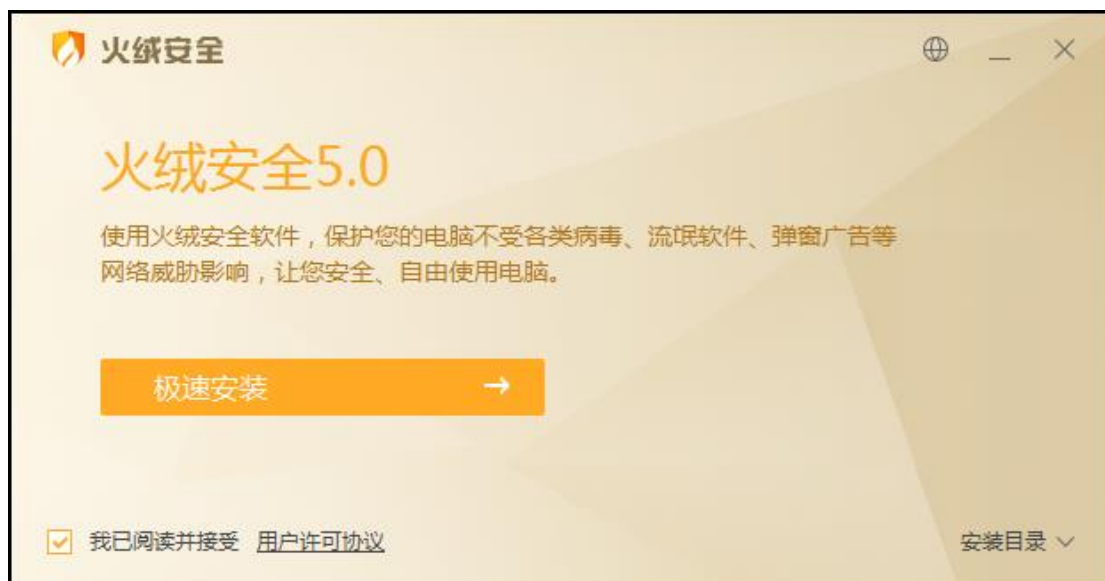 火绒安全
火绒安全5.0
使用火绒安全软件，保护您的电脑不受各类病毒、流氓软件、弹窗广告等
网络威胁影响，让您安全、自由使用电脑。
极速安装
我已阅读并接受 用户许可协议
安装目录